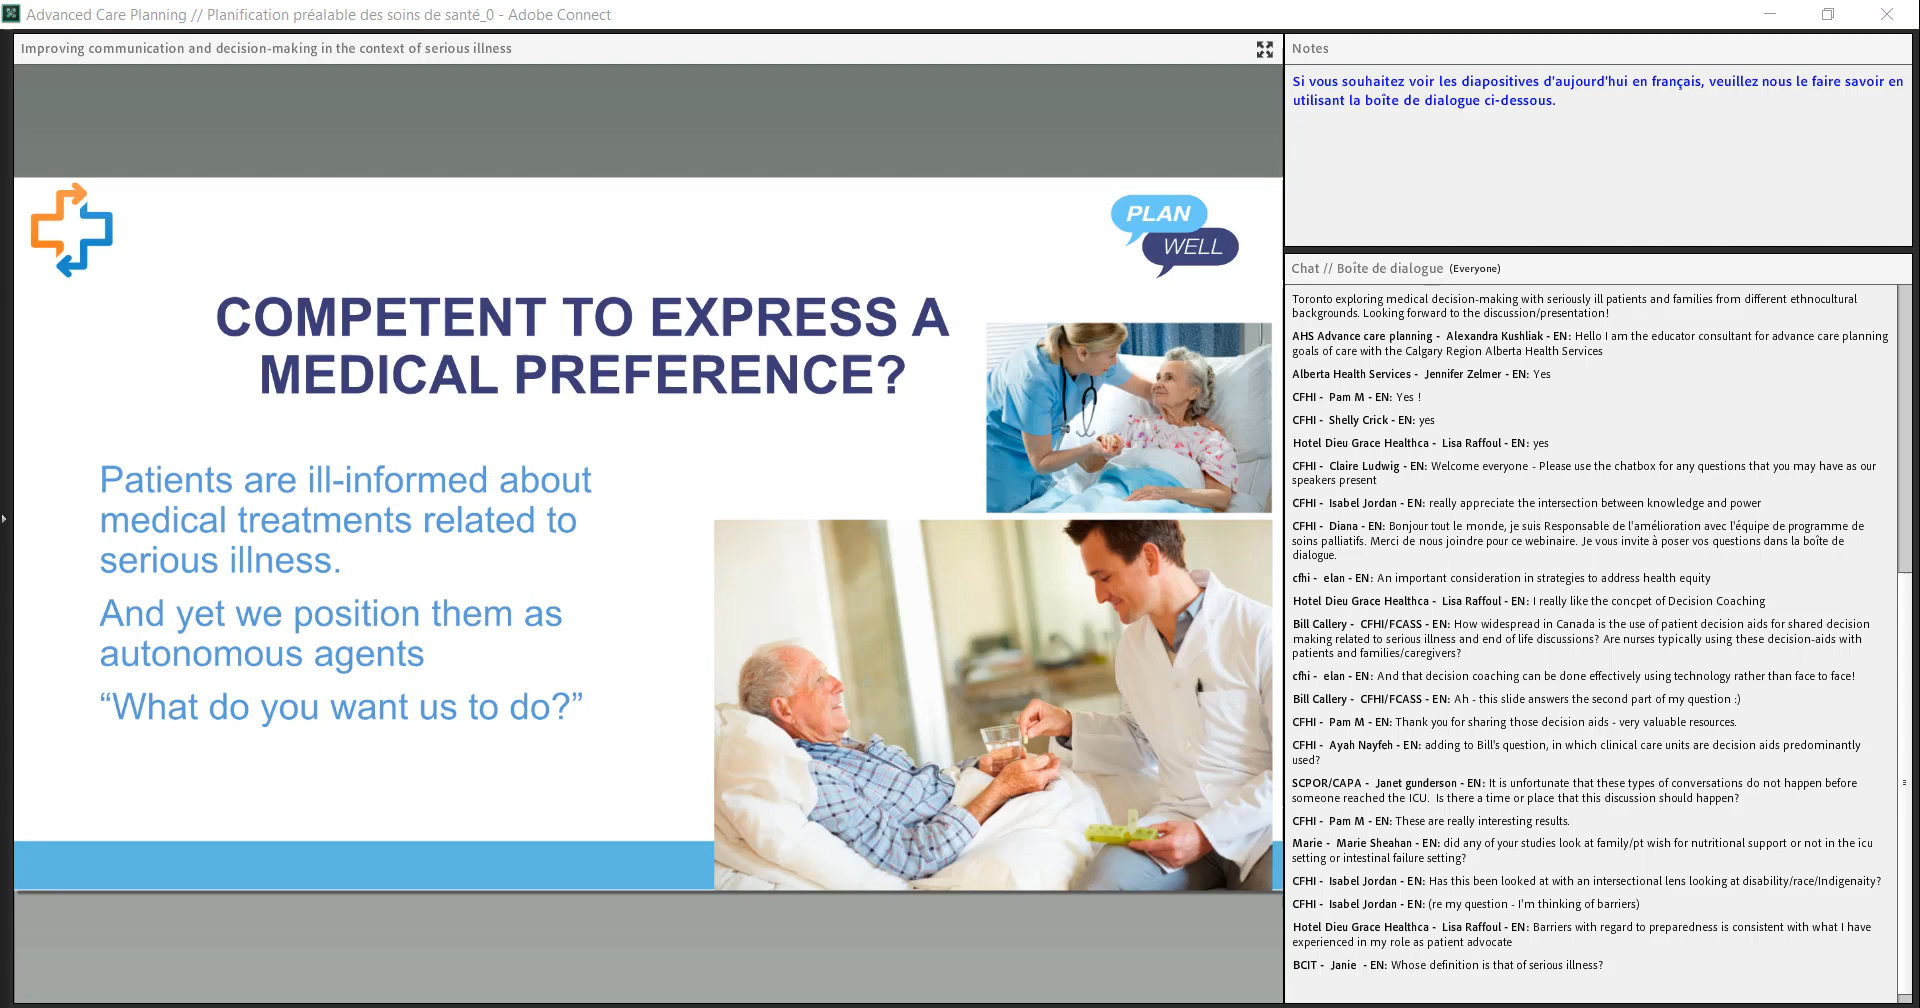 Advanced Care Planning // Planification préalable des soins de santé_0 - Adobe Connect
Improving communication and decision-making in the context of serious illness
PLAN
WELL
COMPETENT TO EXPRESS A
MEDICAL PREFERENCE?
Patients are ill-informed about
medical treatments related to
serious illness.
And yet we position them as
autonomous agents
“What do you want us to do?”
Notes
Si vous souhaitez voir les diapositives d'aujourd'hui en français, veuillez nous le faire savoir en
utilisant la boîte de dialogue ci-dessous.
Chat // Boîte de dialogue (Everyone)
Toronto exploring medical decision-making with seriously ill patients and families from different ethnocultural
backgrounds. Looking forward to the discussion/presentation!
AHS Advance care planning - Alexandra Kushliak - EN: Hello I am the educator consultant for advance care planning
goals of care with the Calgary Region Alberta Health Services
Alberta Health Services - Jennifer Zelmer - EN: Yes
CFHI - Pam M - EN: Yes !
CFHI - Shelly Crick - EN: yes
Hotel Dieu Grace Healthca - Lisa Raffoul - EN: yes
CFHI - Claire Ludwig - EN: Welcome everyone - Please use the chatbox for any questions that you may have as our
speakers present
CFHI - Isabel Jordan - EN: really appreciate the intersection between knowledge and power
CFHI - Diana - EN: Bonjour tout le monde, je suis Responsable de l'amélioration avec l'équipe de programme de
soins palliatifs. Merci de nous joindre pour ce webinaire. Je vous invite à poser vos questions dans la boîte de
dialogue.
cfhi - elan - EN: An important consideration in strategies to address health equity
Hotel Dieu Grace Healthca - Lisa Raffoul - EN: I really like the concpet of Decision Coaching
Bill Callery - CFHI/FCASS - EN: How widespread in Canada is the use of patient decision aids for shared decision
making related to serious illness and end of life discussions? Are nurses typically using these decision-aids with
patients and families/caregivers?
cfhi - elan - EN: And that decision coaching can be done effectively using technology rather than face to face!
Bill Callery - CFHI/FCASS - EN: Ah - this slide answers the second part of my question :)
CFHI - Pam M - EN: Thank you for sharing those decision aids - very valuable resources.
CFHI - Ayah Nayfeh - EN: adding to Bill's question, in which clinical care units are decision aids predominantly
used?
SCPOR/CAPA - Janet gunderson - EN: It is unfortunate that these types of conversations do not happen before
someone reached the ICU. Is there a time or place that this discussion should happen?
CFHI - Pam M - EN: These are really interesting results.
Marie - Marie Sheahan - EN: did any of your studies look at family/pt wish for nutritional support or not in the icu
setting or intestinal failure setting?
CFHI - Isabel Jordan - EN: Has this been looked at with an intersectional lens looking at disability/race/Indigenaity?
CFHI - Isabel Jordan - EN: (re my question - I'm thinking of barriers)
Hotel Dieu Grace Healthca - Lisa Raffoul - EN: Barriers with regard to preparedness is consistent with what I have
experienced in my role as patient advocate
BCIT - Janie - EN: Whose definition is that of serious illness?